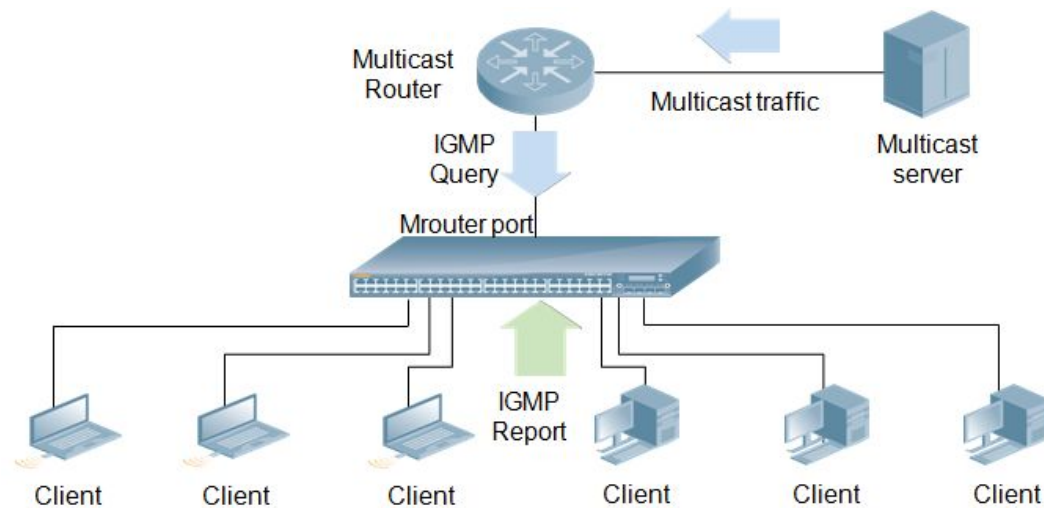 Multicast
Router
Multicast traffic
Multicast
server
IGMP
Query
Mrouter port
IGMP
Report
Client
Client
Client
Client
Client
Client